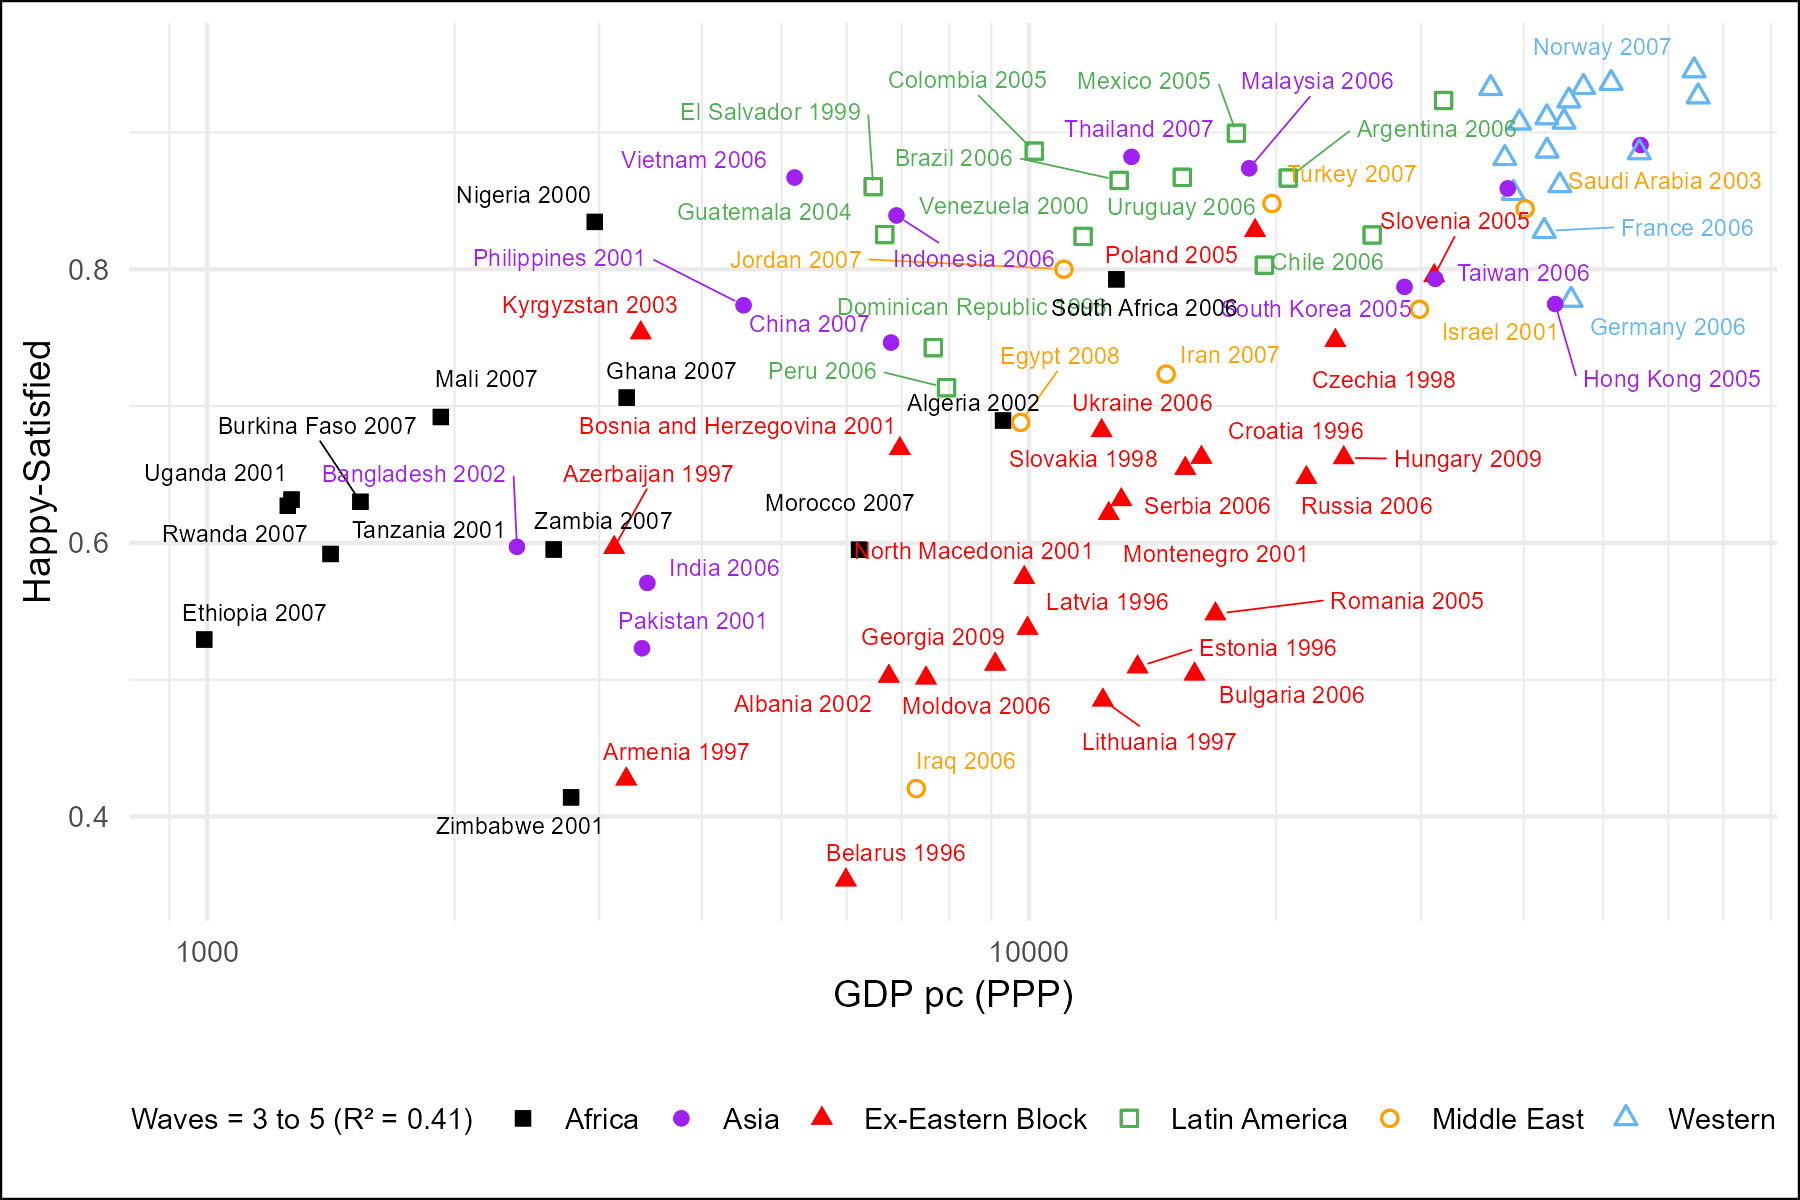 Norway 2007
Colombia 2005
Mexico 2005
Malaysia 2006
El Salvador 1999
Thailand 2007
Argentina 2006
Vietnam 2006
Brazil 2006
Turkey 2007
Saudi Arabia 2003
Nigeria 2000
Guatemala 2004
Venezuela 2000
Uruguay 2006
Slovenia 2005
France 2006
Philippines 2001
Jordan 2007
Indonesia 2006
Poland 2005
Chile 2006
Taiwan 2006
0.8
Kyrgyzstan 2003
Dominican Republic 1996
South Africa 2006
South Korea 2005
China 2007
Israel 2001
Germany 2006
Egypt 2008
Iran 2007
Mali 2007
Ghana 2007
Peru 2006
Czechia 1998
Hong Kong 2005
Algeria 2002
Ukraine 2006
Burkina Faso 2007
Bosnia and Herzegovina 2001
Croatia 1996
Uganda 2001
Bangladesh 2002
Azerbaijan 1997
Slovakia 1998
Hungary 2009
Morocco 2007
Serbia 2006
Russia 2006
Rwanda 2007
Tanzania 2001
Zambia 2007
0.6
North Macedonia 2001
Montenegro 2001
India 2006
Ethiopia 2007
Pakistan 2001
Latvia 1996
Romania 2005
Georgia 2009
Estonia 1996
Albania 2002
Moldova 2006
Bulgaria 2006
Armenia 1997
Lithuania 1997
Iraq 2006
0.4
Zimbabwe 2001
Belarus 1996
Happy-Satisfied
1000
10000
GDP pc (PPP)
Waves = 3 to 5 (R² = 0.41)
Africa
Asia
Ex-Eastern Block
Latin America
Middle East
Western